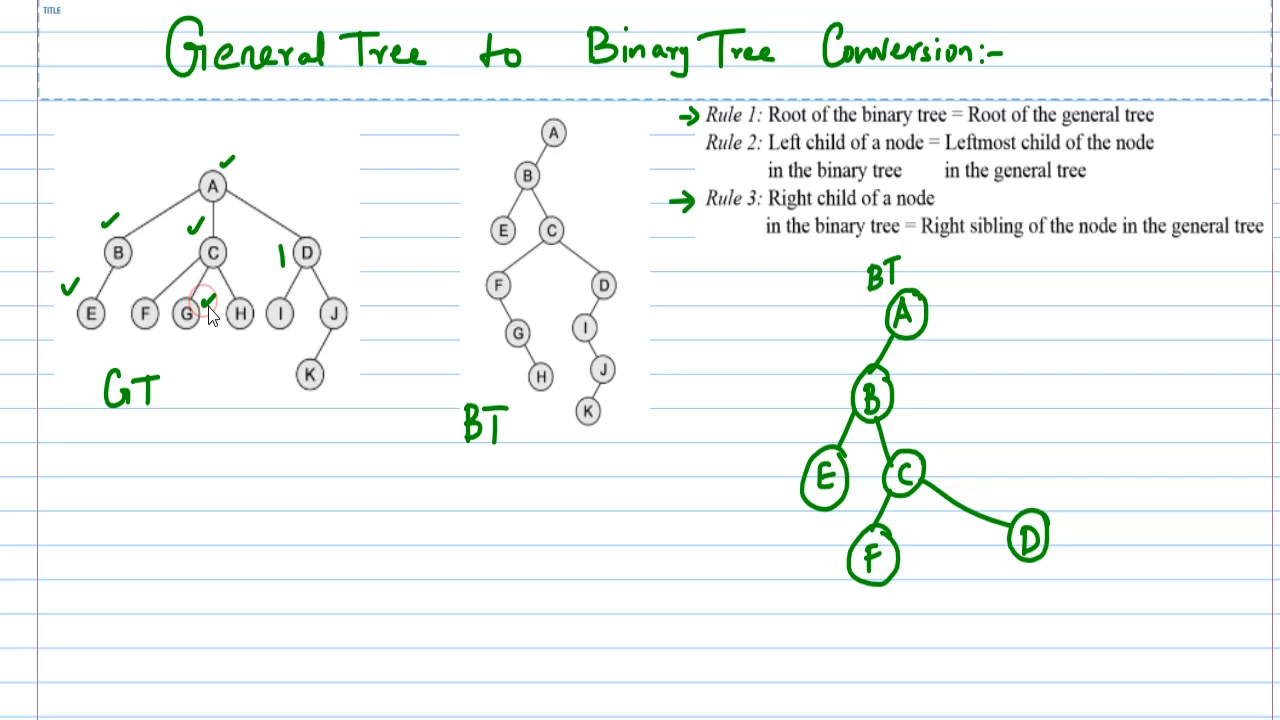 TITLE
General Tree to Binary Tree Conversion:-
Rule 1: Root of the binary tree = Root of the general tree
Rule 2: Left child of a node = Leftmost child of the node
in the binary tree in the general tree
Rule 3: Right child of a node
in the binary tree = Right sibling of the node in the general tree
A
B C D
E F G H I J
K
GT
A
B
E C
F D
G I
H J
K
BT
BT
A
B
E C
F D